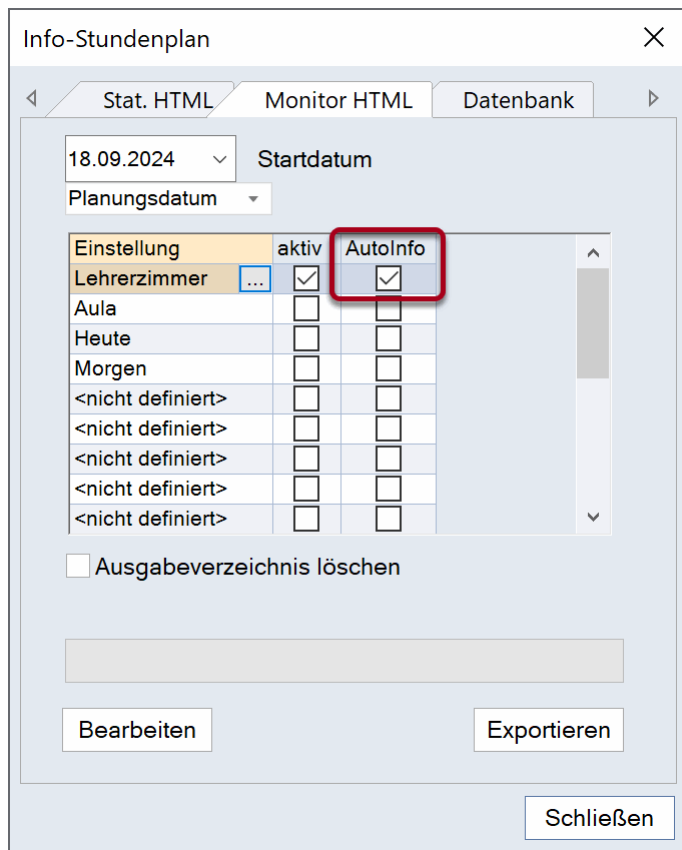 Info-Stundenplan
Stat. HTML Monitor HTML Datenbank
18.09.2024 Startdatum
Planungsdatum
Einstellung aktiv AutoInfo
Lehrerzimmer ...
Aula
Heute
Morgen
<nicht definiert>
<nicht definiert>
<nicht definiert>
<nicht definiert>
<nicht definiert>
Ausgabeverzeichnis löschen
Bearbeiten Exportieren
Schließen